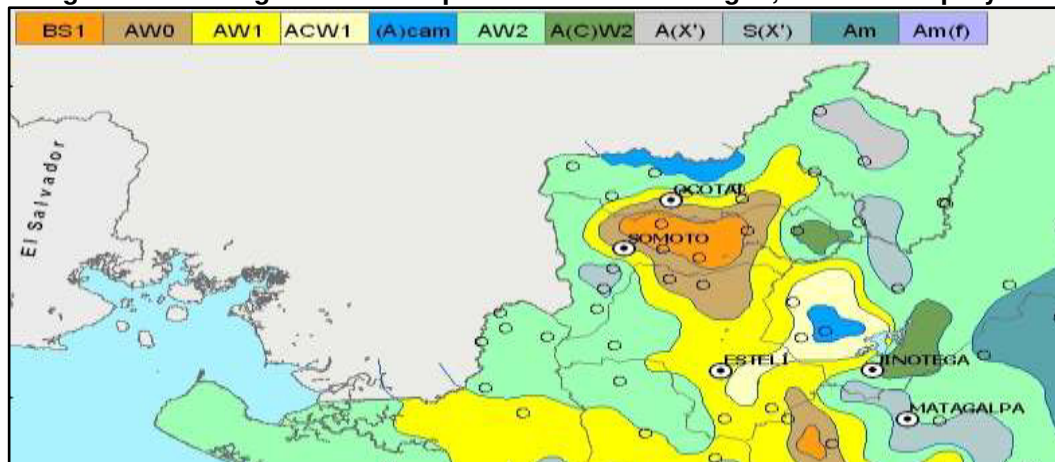 BS1 AW0 AW1 ACW1 (A)cam AW2 A(C)W2 A(X') S(X') Am Am(f)
El Salvador
OCOTAL
SOMOTO
ESTELÍ
JINOTEGA
MATAGALPA